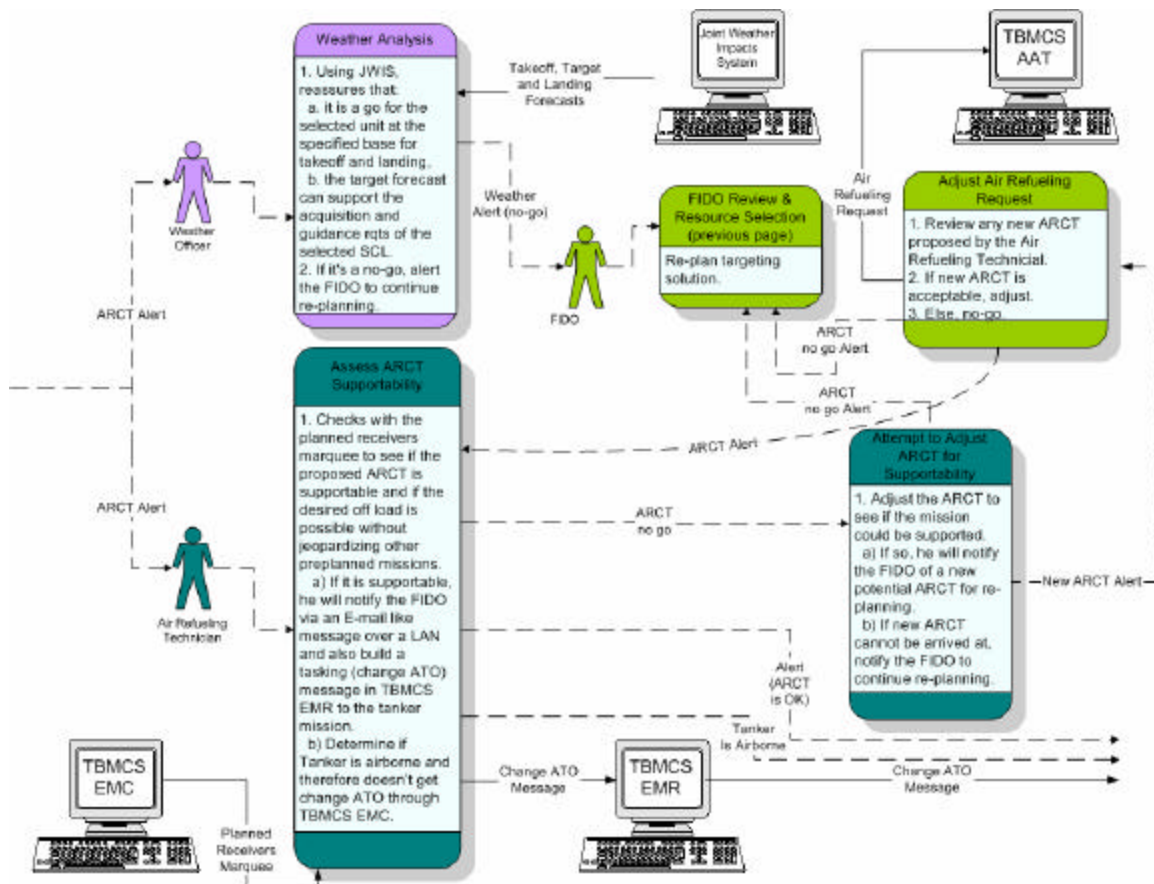 Weather Analysis
1. Using JWIS,
reassures that:
a. it is a go for the
selected unit at the
specified base for
takeoff and landing.
b. the target forecast
can support the
acquisition and
guidance rqts of the
selected SCL.
2. If it's a no-go, alert
the FIDO to continue
re-planning.
Takeoff, Target
and Landing
Forecasts
Joint Weather
Impacts
System
TBMCS
AAT
Weather
Officer
Weather
Alert (no-go)
FIDO
FIDO Review &
Resource Selection
(previous page)
Re-plan targeting
solution.
Air
Refueling
Request
Adjust Air Refueling
Request
1. Review any new ARCT
proposed by the Air
Refueling Technicial.
2. If new ARCT is
acceptable, adjust.
3. Else, no-go
ARCT Alert
ARCT
no go Alert
ARCT
no go Alert
ARCT Alert
Assess ARCT
Supportability
1. Checks with the
planned receivers
marquee to see if the
proposed ARCT is
supportable and if the
desired off load is
possible without
jeopardizing other
preplanned missions.
a) If it is supportable,
he will notify the FIDO
via an E-mail like
message over a LAN
and also build a
tasking (change ATO)
message in TBMCS
EMR to the tanker
mission.
b) Determine if
Tanker is airborne and
therefore doesn't get
change ATO through
TBMCS EMC.
ARCT Alert
Air Refueling
Technician
ARCT
no go
Attempt to Adjust
ARCT for
Supportability
1. Adjust the ARCT to
see if the mission
could be supported.
a) If so, he will notify
the FIDO of a new
potential ARCT for re-
planning.
b) If new ARCT
cannot be arrived at,
notify the FIDO to
continue re-planning.
New ARCT Alert
Alert
(ARCT
is OK)
Tanker
Is Airborne
TBMCS
EMC
Planned
Receivers
Marquee
Change ATO
Message
TBMCS
EMR
Change ATO
Message